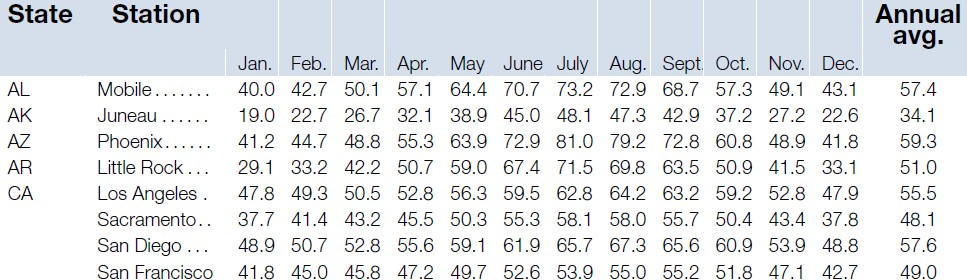 State Station Annual
avg.
Jan. Feb. Mar. Apr. May June July Aug. Sept. Oct. Nov. Dec.
AL Mobile....... 40.0 42.7 50.1 57.1 64.4 70.7 73.2 72.9 68.7 57.3 49.1 43.1 57.4
AK Juneau...... 19.0 22.7 26.7 32.1 38.9 45.0 48.1 47.3 42.9 37.2 27.2 22.6 34.1
AZ Phoenix...... 41.2 44.7 48.8 55.3 63.9 72.9 81.0 79.2 72.8 60.8 48.9 41.8 59.3
AR Little Rock... 29.1 33.2 42.2 50.7 59.0 67.4 71.5 69.8 63.5 50.9 41.5 33.1 51.0
CA Los Angeles. 47.8 49.3 50.5 52.8 56.3 59.5 62.8 64.2 63.2 59.2 52.8 47.9 55.5
Sacramento.. 37.7 41.4 43.2 45.5 50.3 55.3 58.1 58.0 55.7 50.4 43.4 37.8 48.1
San Diego... 48.9 50.7 52.8 55.6 59.1 61.9 65.7 67.3 65.6 60.9 53.9 48.8 57.6
San Francisco 41.8 45.0 45.8 47.2 49.7 52.6 53.9 55.0 55.2 51.8 47.1 42.7 49.0